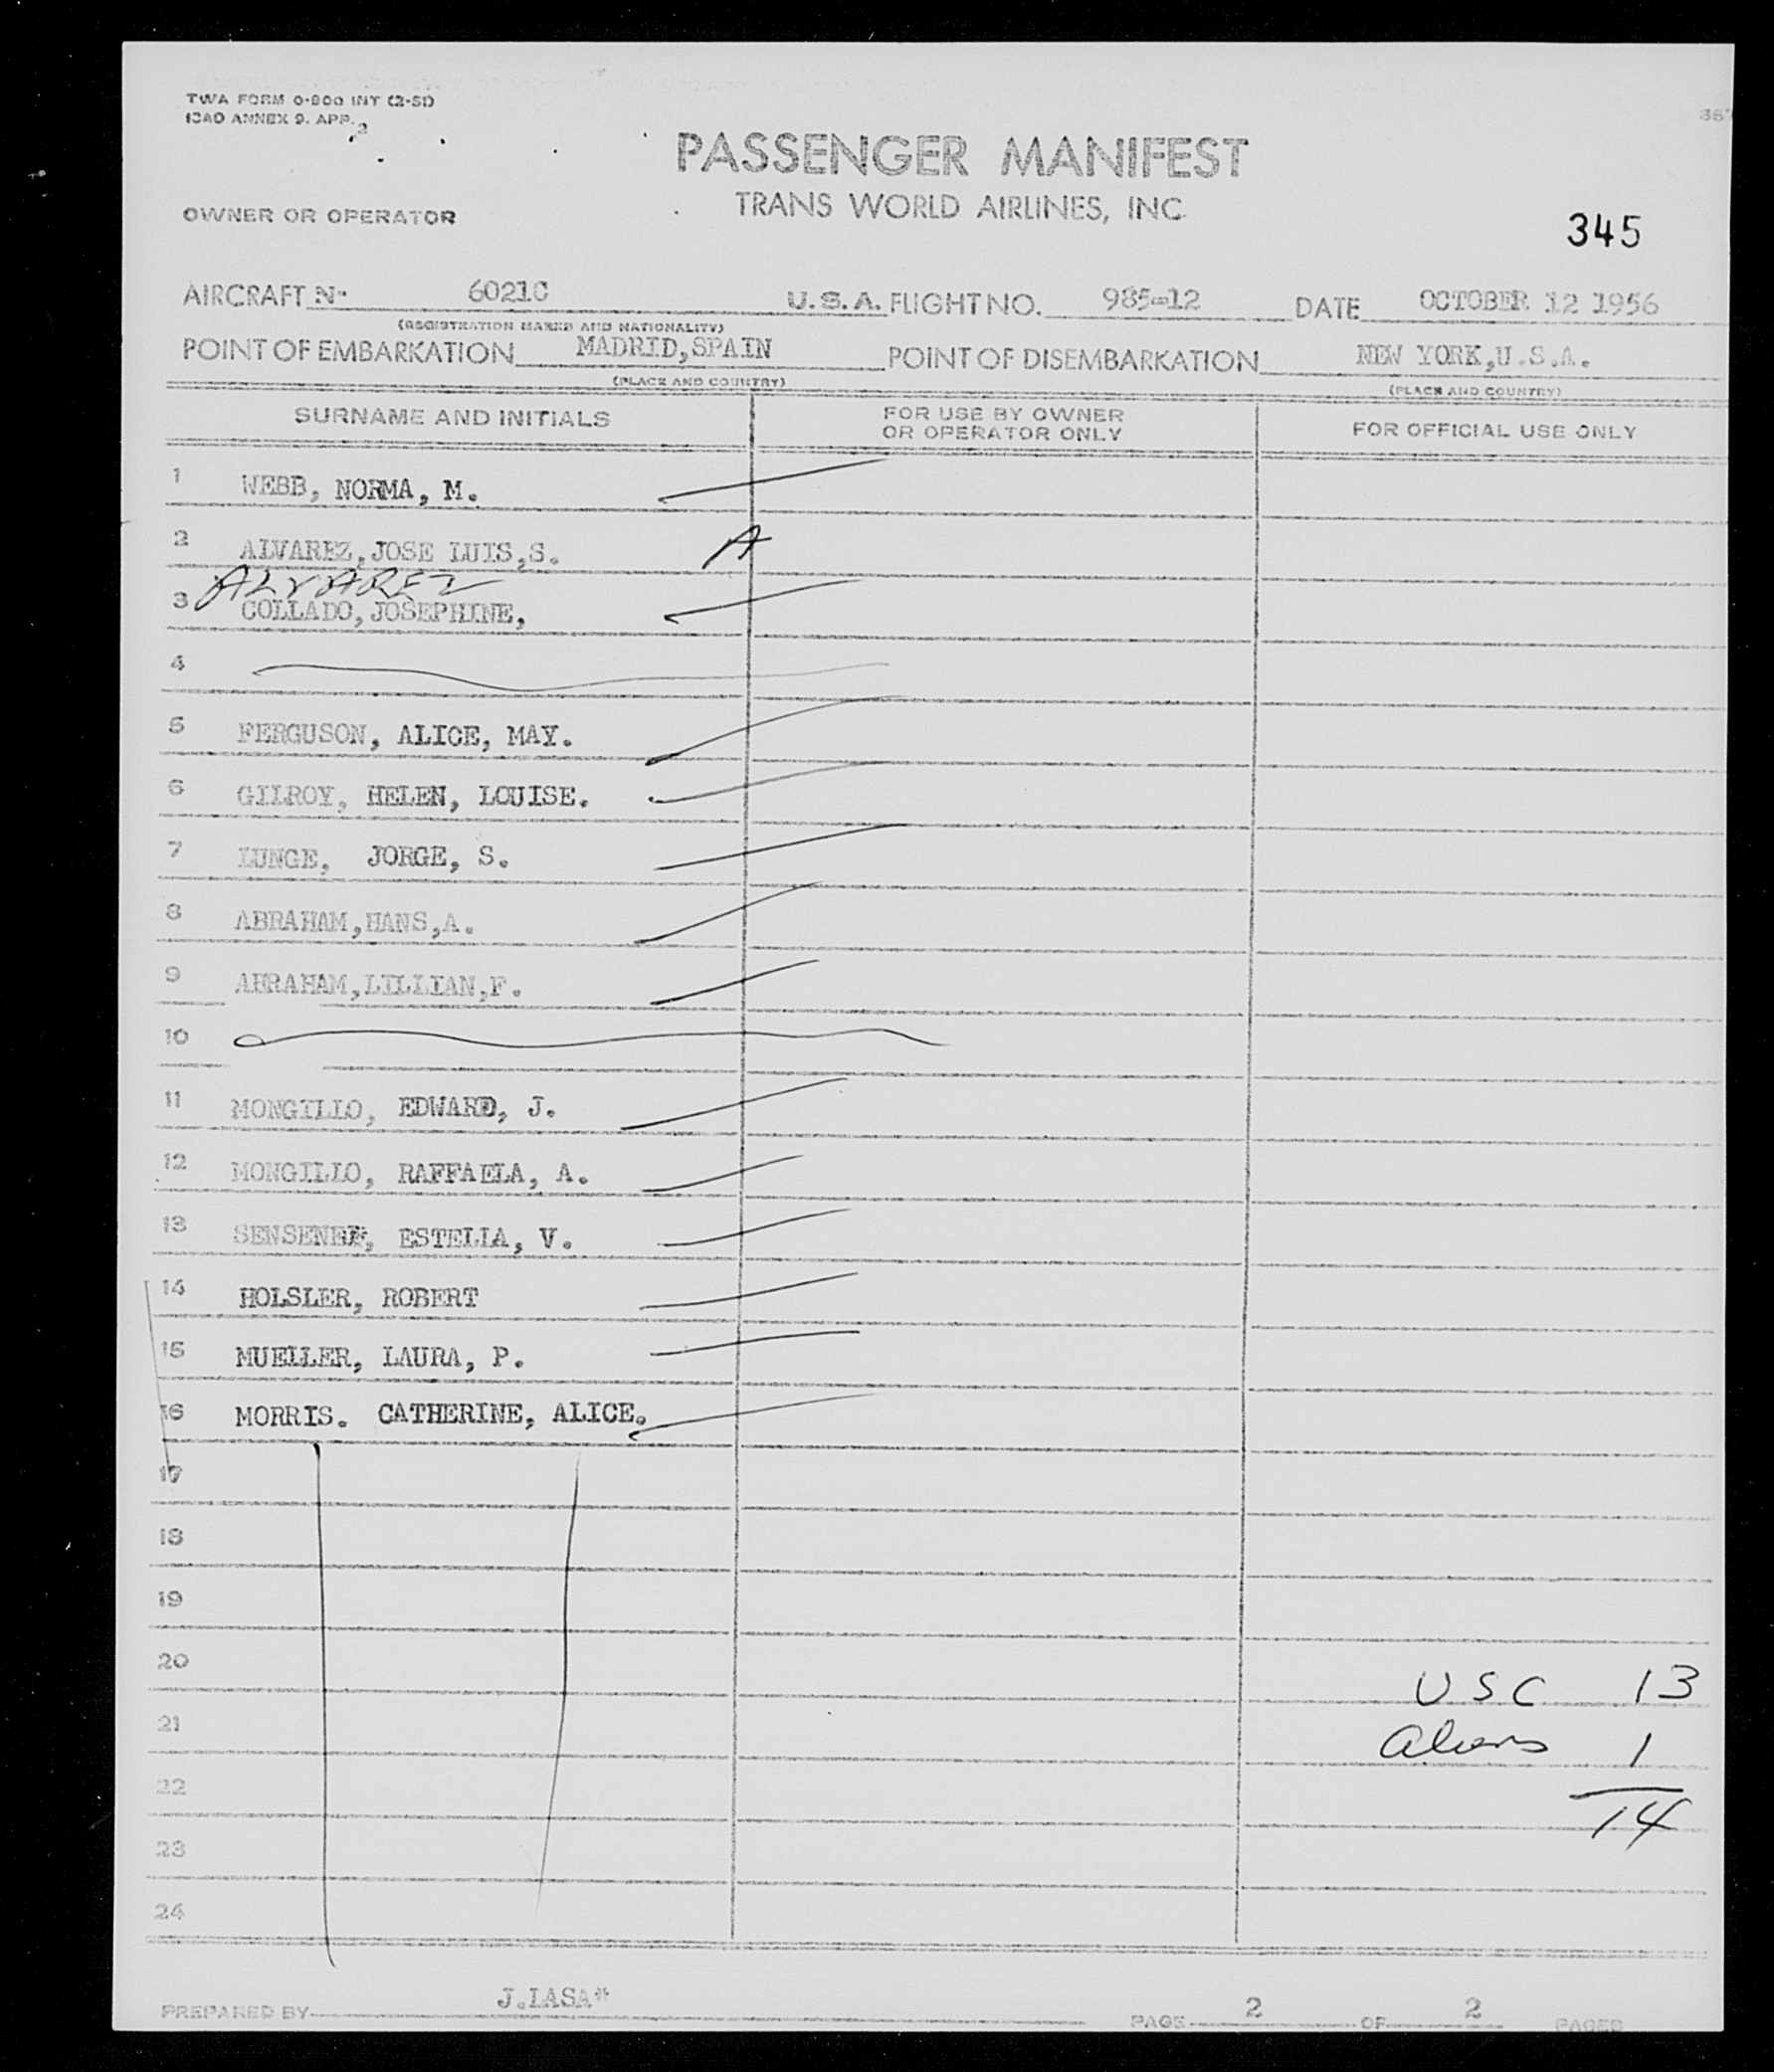 TWA FORM O-800 INT (2-51)
ICAO ANNEX 9. APP. 2
PASSENGER MANIFEST
TRANS WORLD AIRLINES, INC
OWNER OR OPERATOR
345
AIRCRAFT Nº 6021C U.S.A. FLIGHT NO. 985-12 DATE OCTOBER 12 1956
(REGISTRATION MARKS AND NATIONALITY)
POINT OF EMBARKATION MADRID,SPAIN POINT OF DISEMBARKATION NEW YORK,U.S.A.
(PLACE AND COUNTRY) (PLACE AND COUNTRY)
SURNAME AND INITIALS FOR USE BY OWNER OR OPERATOR ONLY FOR OFFICIAL USE ONLY
1 WEBB, NORMA, M.
2 ALVAREZ,JOSE LUIS,S. A
ALVAREZ
3 COLLADO,JOSEPHINE,
4
5 FERGUSON, ALICE, MAY.
6 GILROY, HELEN, LOUISE.
7 LUNGE, JORGE, S.
8 ABRAHAM,HANS,A.
9 ABRAHAM,LILLIAN,F.
10
11 MONGILLO, EDWARD, J.
12 MONGILLO, RAFFAELA, A.
13 ESTELLA, V.
14 HOLSLER, ROBERT
15 MUELLER, LAURA, P.
16 MORRIS. CATHERINE, ALICE.
17
18
19
20 USC 13
21 Aliens 1
22 14
23
24
PREPARED BY J.LASA" PAGE 2 OF 2 PAGES